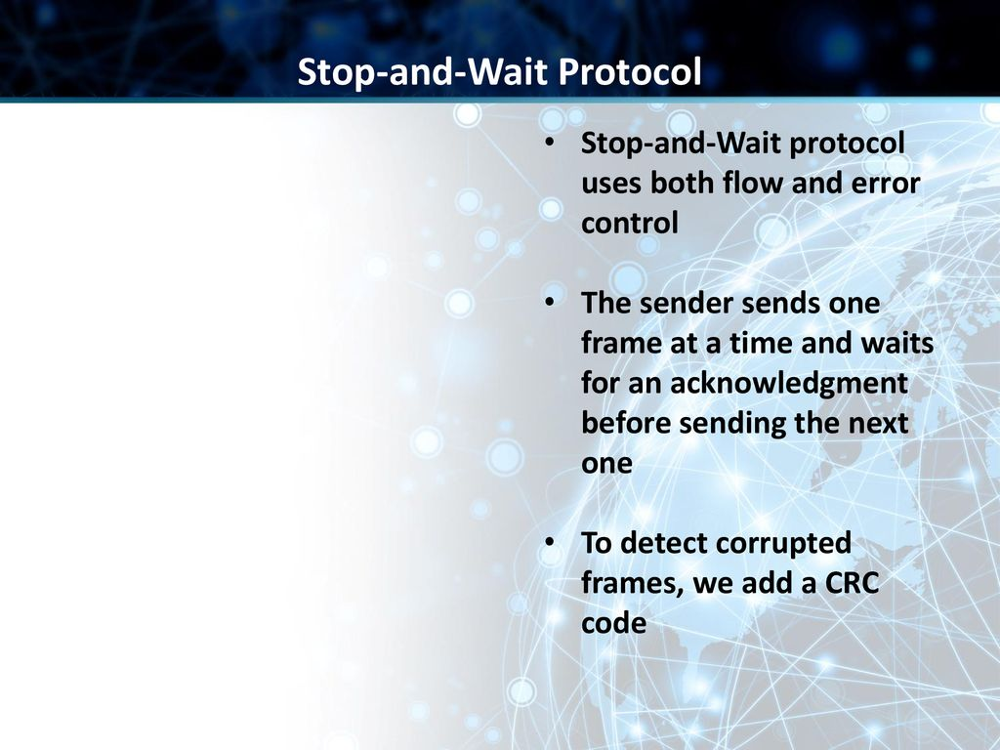 Stop-and-Wait Protocol
• Stop-and-Wait protocol
uses both flow and error
control
• The sender sends one
frame at a time and waits
for an acknowledgment
before sending the next
one
• To detect corrupted
frames, we add a CRC
code